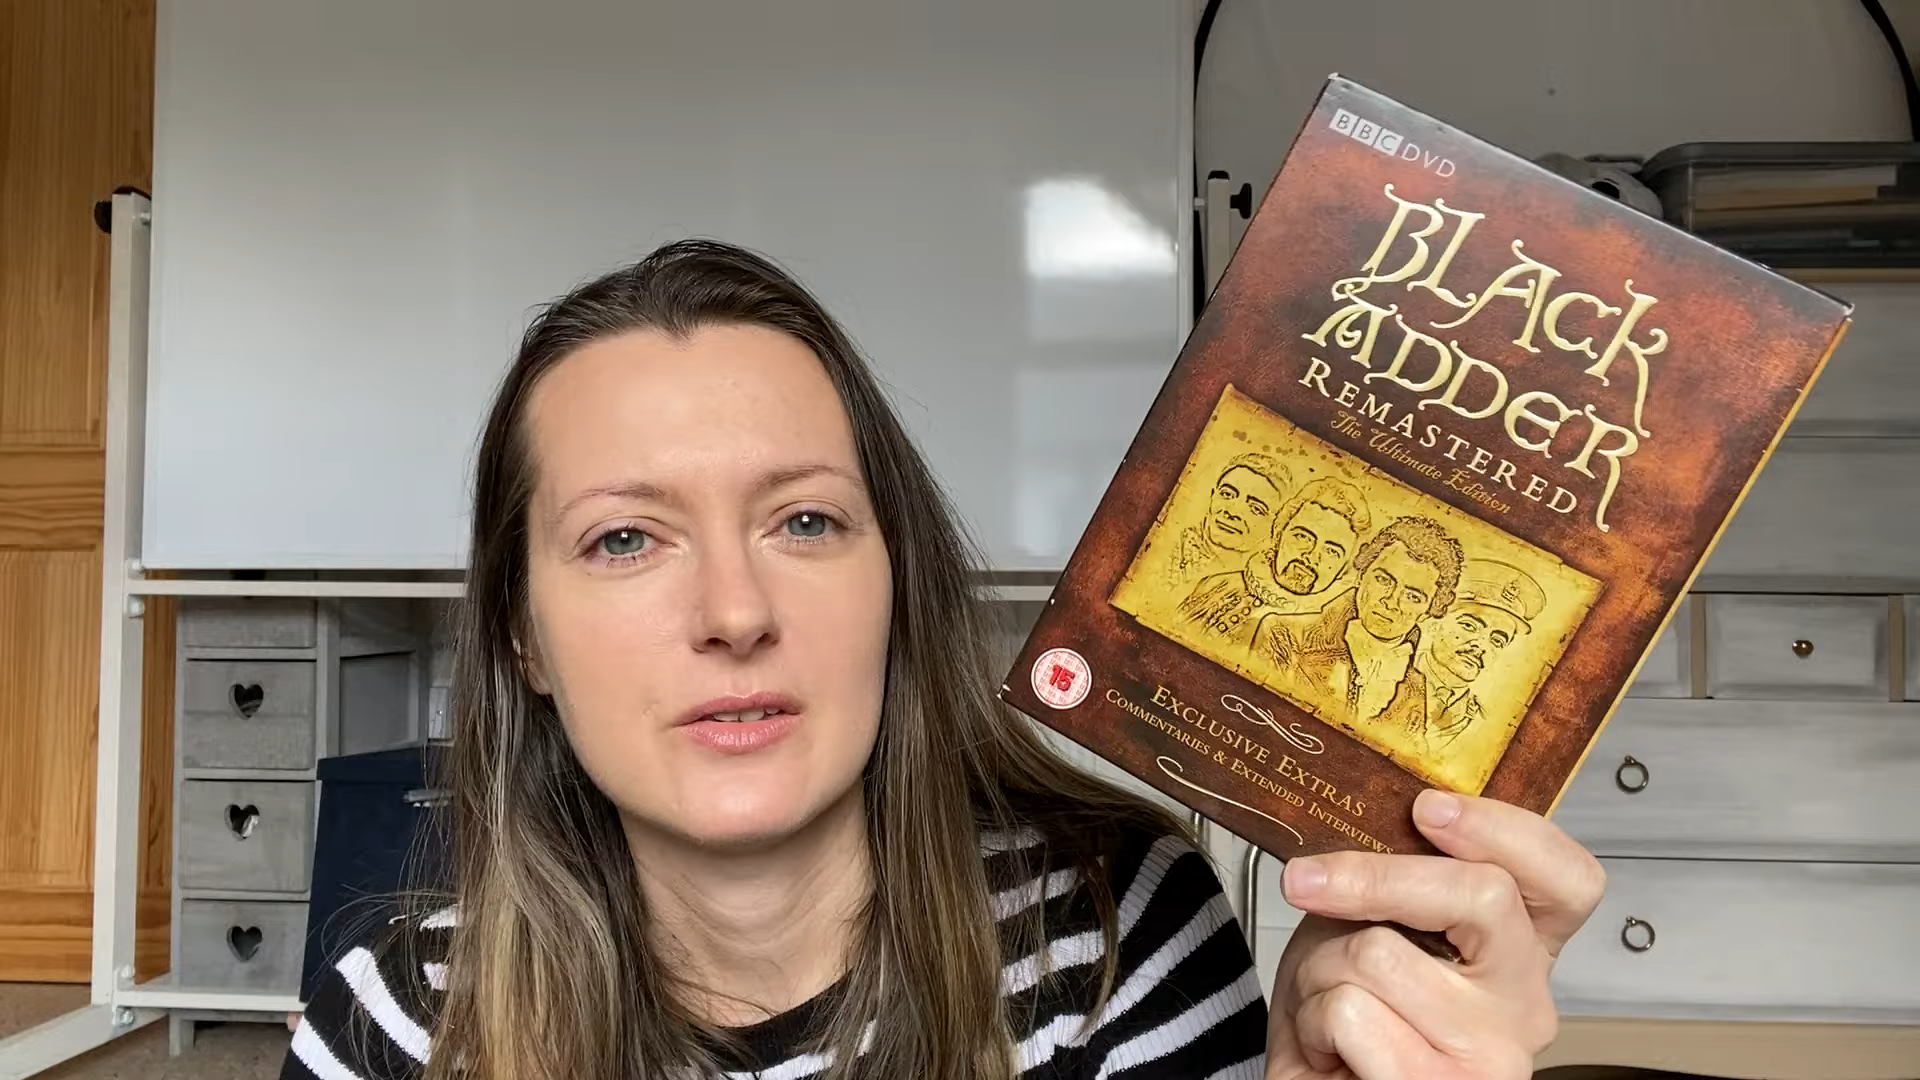 BBC DVD
BLACK
ADDER
REMASTERED
The Ultimate Edition
15
EXCLUSIVE EXTRAS
COMMENTARIES & EXTENDED INTERVIEWS